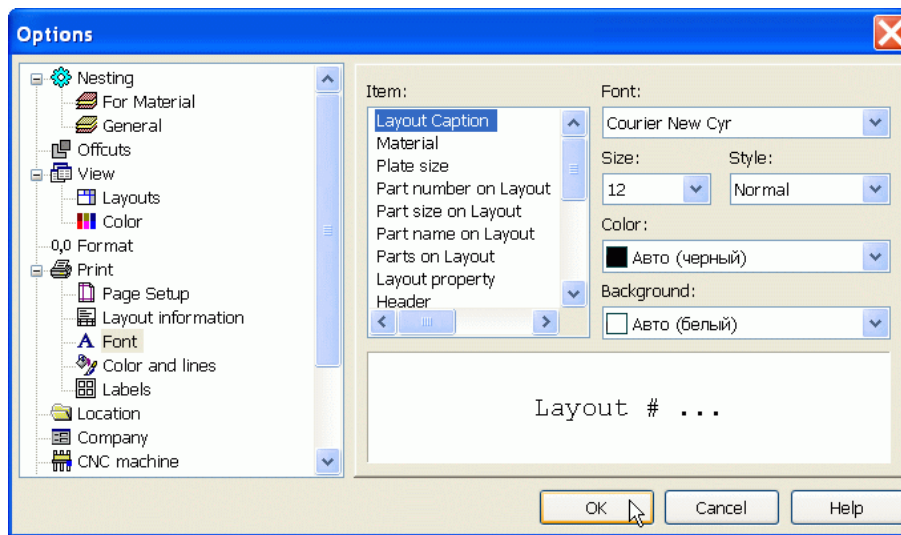 Options
Nesting
For Material
General
Offcuts
View
Layouts
Color
0,0 Format
Print
Page Setup
Layout information
A Font
Color and lines
Labels
Location
Company
CNC machine
Item:
Layout Caption
Material
Plate size
Part number on Layout
Part size on Layout
Part name on Layout
Parts on Layout
Layout property
Header
Font:
Courier New Cyr
Size:
Style:
12
Normal
Color:
Авто (черный)
Background:
Авто (белый)
Layout # ...
OK
Cancel
Help